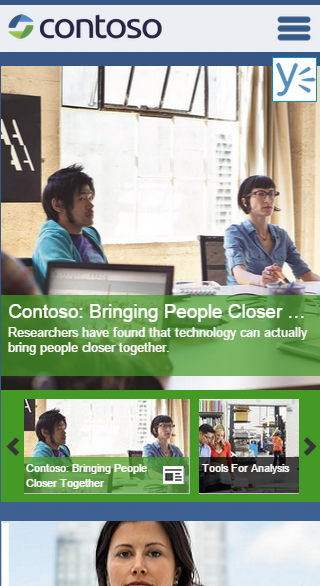 contoso
y
Contoso: Bringing People Closer ...
Researchers have found that technology can actually
bring people closer together.
Contoso: Bringing People
Closer Together
Tools For Analysis